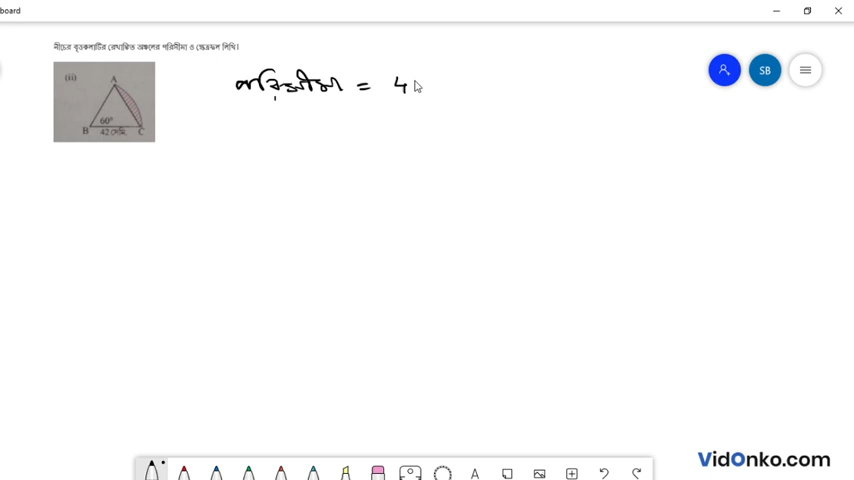 board
নীচের বৃত্তকলাটির রেখাঙ্কিত অঞ্চলের পরিসীমা ও ক্ষেত্রফল লিখি।
(ii)
A
60°
B 42 সেমি. C
পরিসীমা = 4
SB
A
VidOnko.com